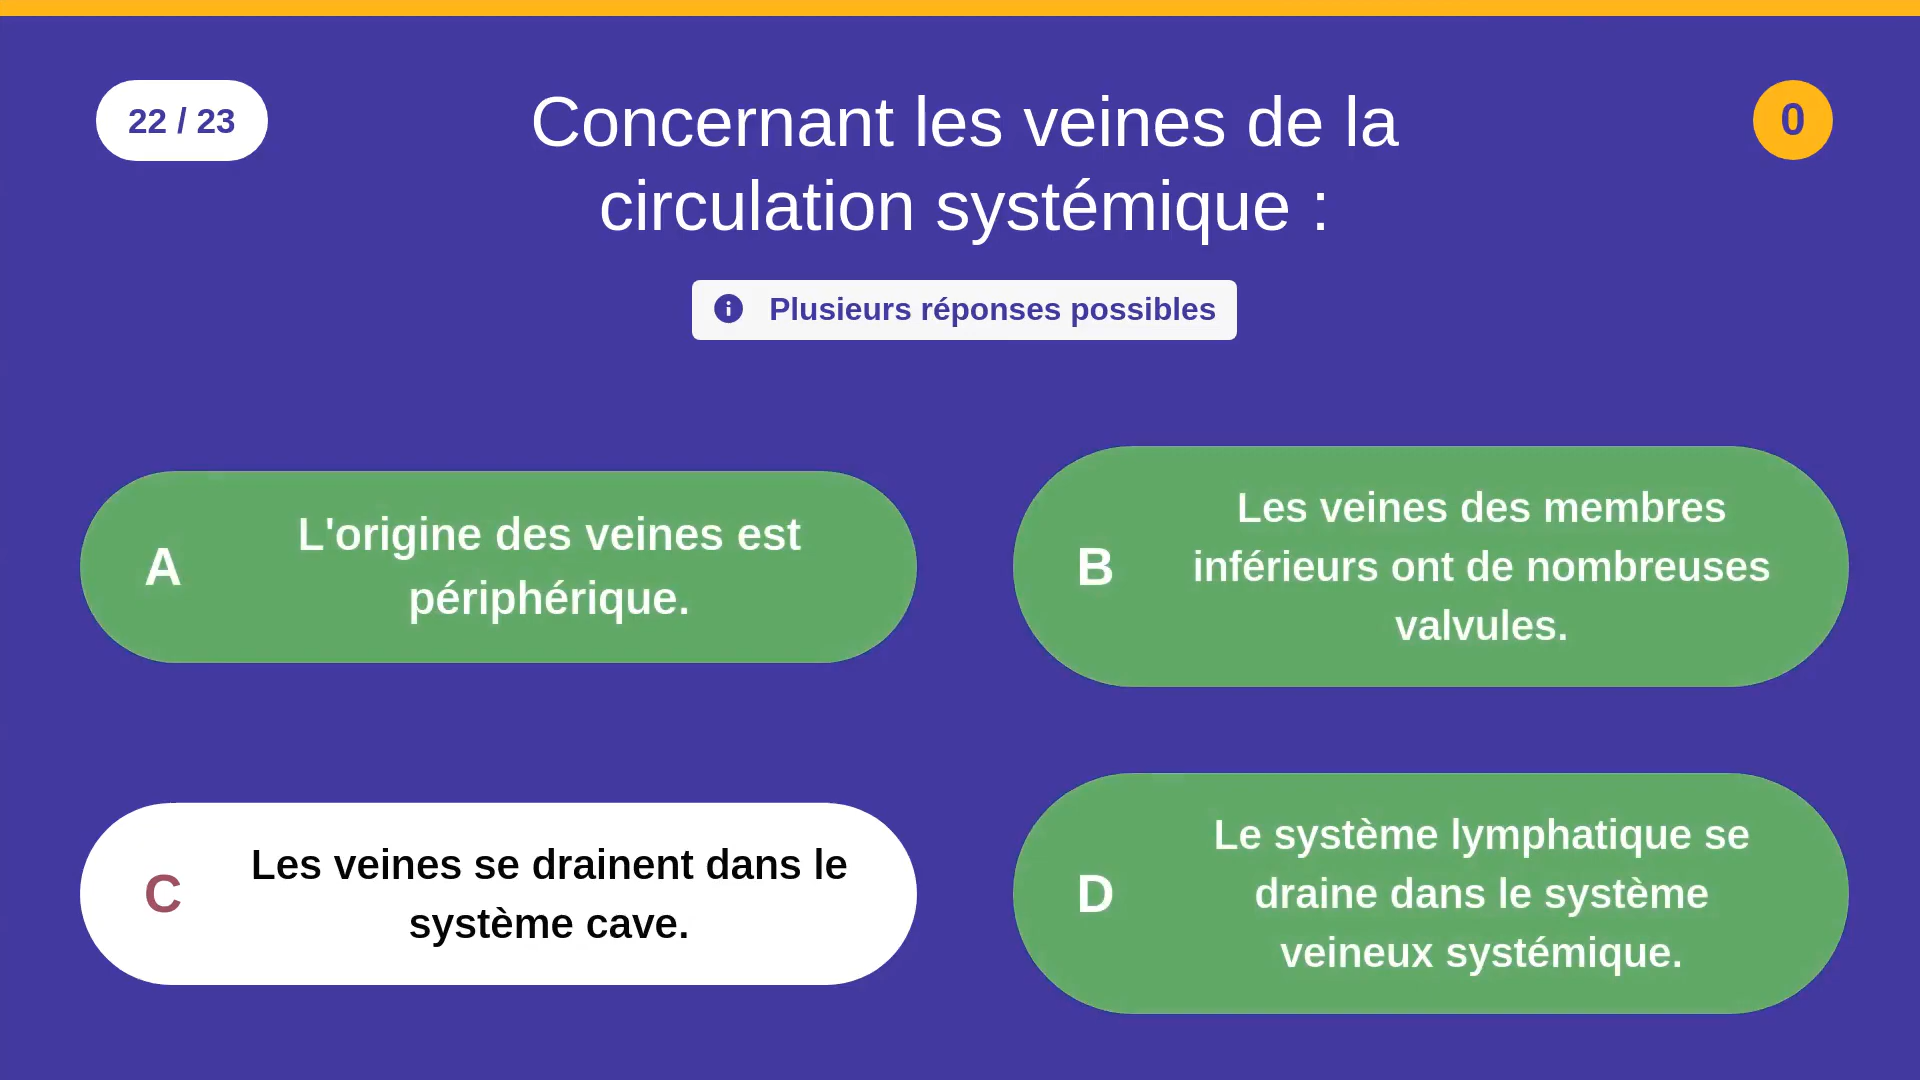 22 / 23
Concernant les veines de la
circulation systémique :
0
Plusieurs réponses possibles
A
L'origine des veines est
périphérique.
B
Les veines des membres
inférieurs ont de nombreuses
valvules.
C
Les veines se drainent dans le
système cave.
D
Le système lymphatique se
draine dans le système
veineux systémique.